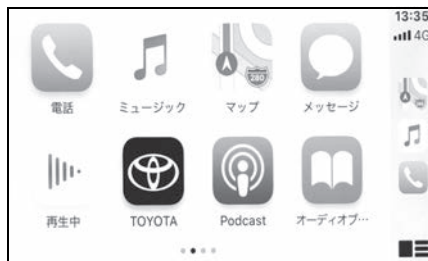 13:35
4G
電話
ミュージック
マップ
メッセージ
280
再生中
TOYOTA
Podcast
オーディオブ…